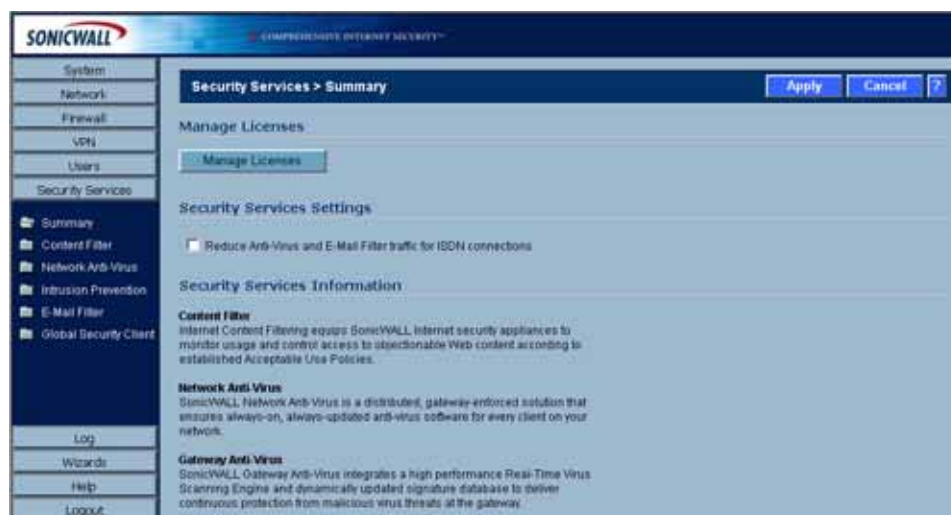 SONICWALL
COMPREHENSIVE INTERNET SECURITY™
System
Network
Firewall
VPN
Users
Security Services
Summary
Content Filter
Network Anti-Virus
Intrusion Prevention
E-Mail Filter
Global Security Client
Log
Wizards
Help
Logout
Security Services > Summary
Apply
Cancel
?
Manage Licenses
Manage Licenses
Security Services Settings
Reduce Anti-Virus and E-Mail Filter traffic for ISDN connections
Security Services Information
Content Filter
Internet Content Filtering equips SonicWALL Internet security appliances to
monitor usage and control access to objectionable Web content according to
established Acceptable Use Policies.
Network Anti-Virus
SonicWALL Network Anti-Virus is a distributed, gateway-enforced solution that
ensures always-on, always-updated anti-virus software for every client on your
network.
Gateway Anti-Virus
SonicWALL Gateway Anti-Virus integrates a high performance Real-Time Virus
Scanning Engine and dynamically updated signature database to deliver
continuous protection from malicious virus threats at the gateway.